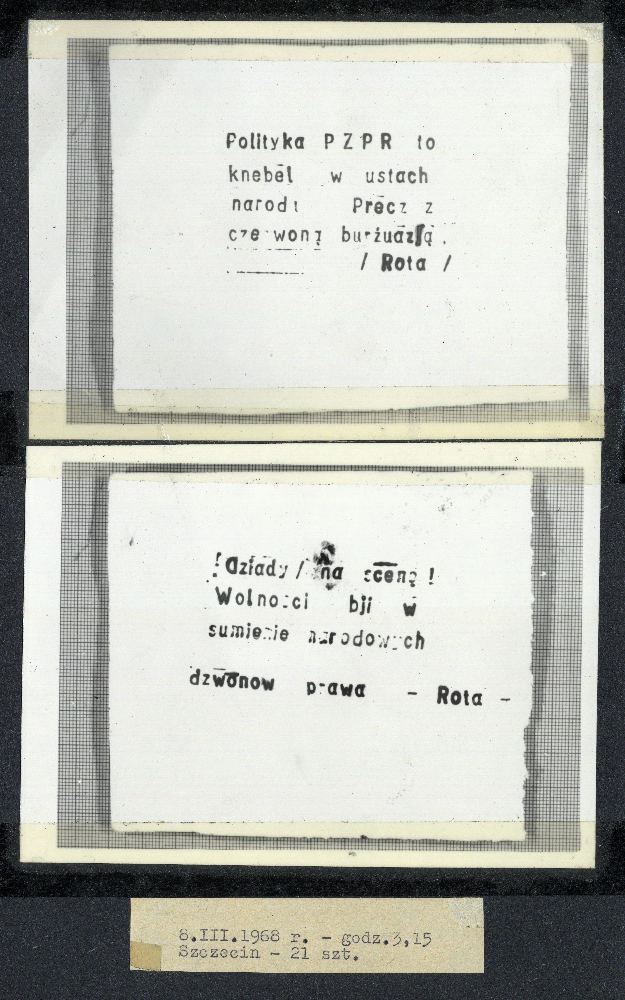 Polityka PZPR to
knebel w ustach
narodu Precz z
czerwoną burżuazją.
/ Rota /
! Dziady / na scenę !
Wolności bji w
sumienie narodowych
dzwonow prawa - Rota -
8.III.1968 r. - godz.3,15
Szczecin - 21 szt.